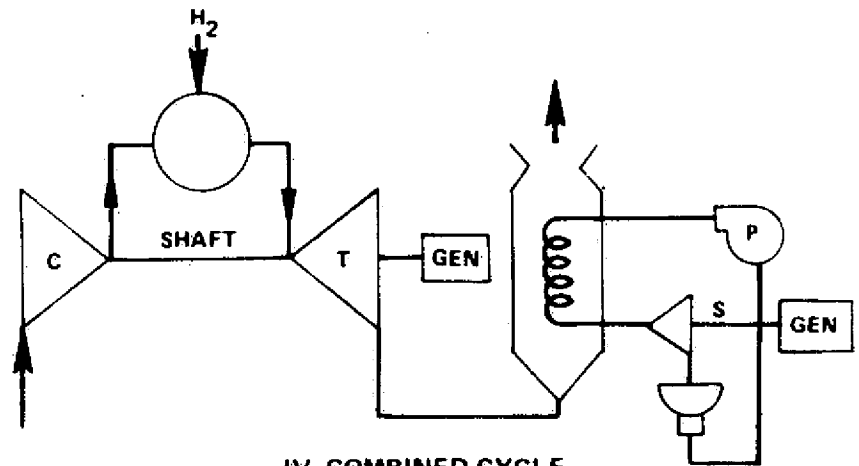 H2
C
SHAFT
T
GEN
P
S
GEN
IV. COMBINED CYCLE